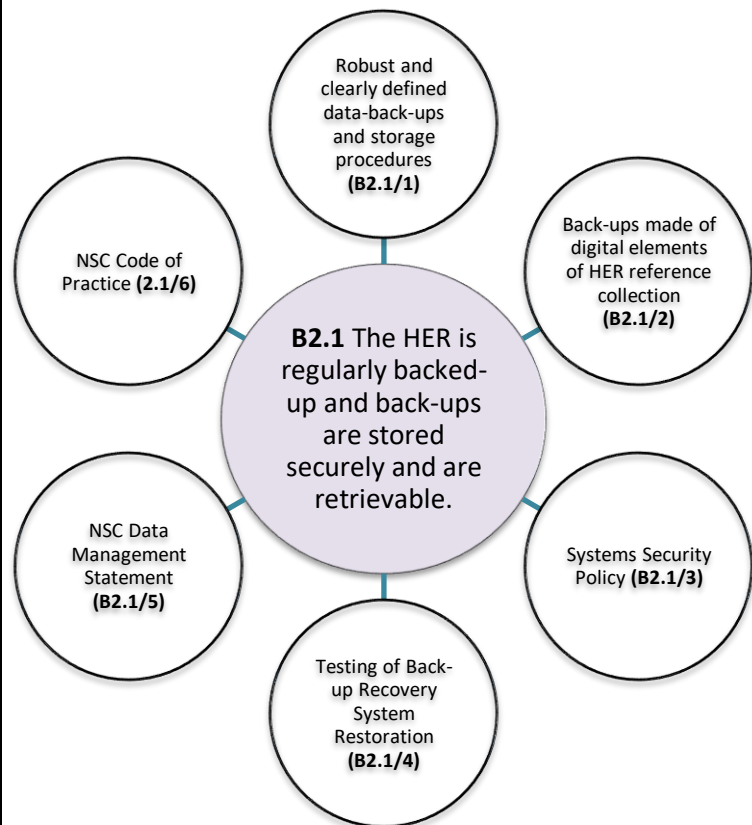 Robust and
clearly defined
data-back-ups
and storage
procedures
(B2.1/1)
Back-ups made of
digital elements
of HER reference
collection
(B2.1/2)
Systems Security
Policy (B2.1/3)
Testing of Back-
up Recovery
System
Restoration
(B2.1/4)
NSC Data
Management
Statement
(B2.1/5)
NSC Code of
Practice (2.1/6)
B2.1 The HER is
regularly backed-
up and back-ups
are stored
securely and are
retrievable.